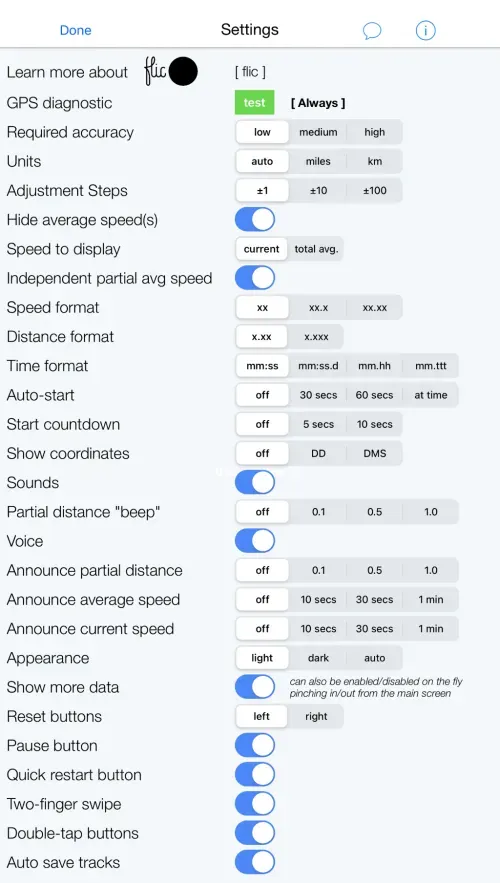 Done Settings
Learn more about flic [ flic ]
GPS diagnostic test [ Always ]
Required accuracy low medium high
Units auto miles km
Adjustment Steps ±1 ±10 ±100
Hide average speed(s)
Speed to display current total avg.
Independent partial avg speed
Speed format xx xx.x xx.xx
Distance format x.xx x.xxx
Time format mm:ss mm:ss.d mm.hh mm.ttt
Auto-start off 30 secs 60 secs at time
Start countdown off 5 secs 10 secs
Show coordinates off DD DMS
Sounds
Partial distance "beep" off 0.1 0.5 1.0
Voice
Announce partial distance off 0.1 0.5 1.0
Announce average speed off 10 secs 30 secs 1 min
Announce current speed off 10 secs 30 secs 1 min
Appearance light dark auto
Show more data can also be enabled/disabled on the fly
pinching in/out from the main screen
Reset buttons left right
Pause button
Quick restart button
Two-finger swipe
Double-tap buttons
Auto save tracks